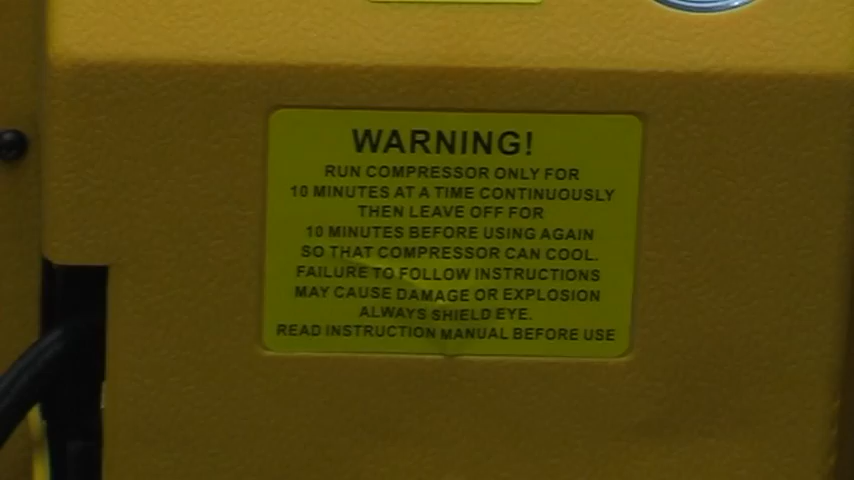 WARNING!
RUN COMPRESSOR ONLY FOR
10 MINUTES AT A TIME CONTINUOUSLY
THEN LEAVE OFF FOR
10 MINUTES BEFORE USING AGAIN
SO THAT COMPRESSOR CAN COOL.
FAILURE TO FOLLOW INSTRUCTIONS
MAY CAUSE DAMAGE OR EXPLOSION
ALWAYS SHIELD EYE.
READ INSTRUCTION MANUAL BEFORE USE